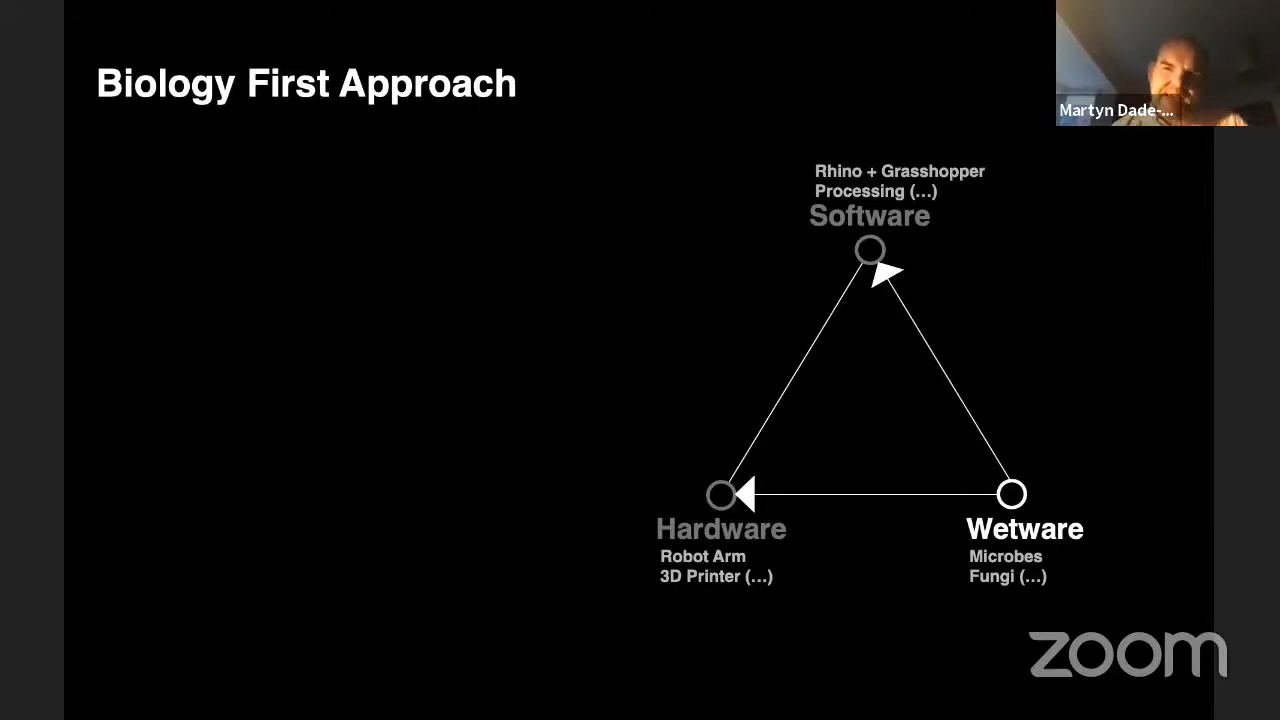 Biology First Approach
Martyn Dade-...
Rhino + Grasshopper
Processing (...)
Software
Hardware
Robot Arm
3D Printer (...)
Wetware
Microbes
Fungi (...)
zoom